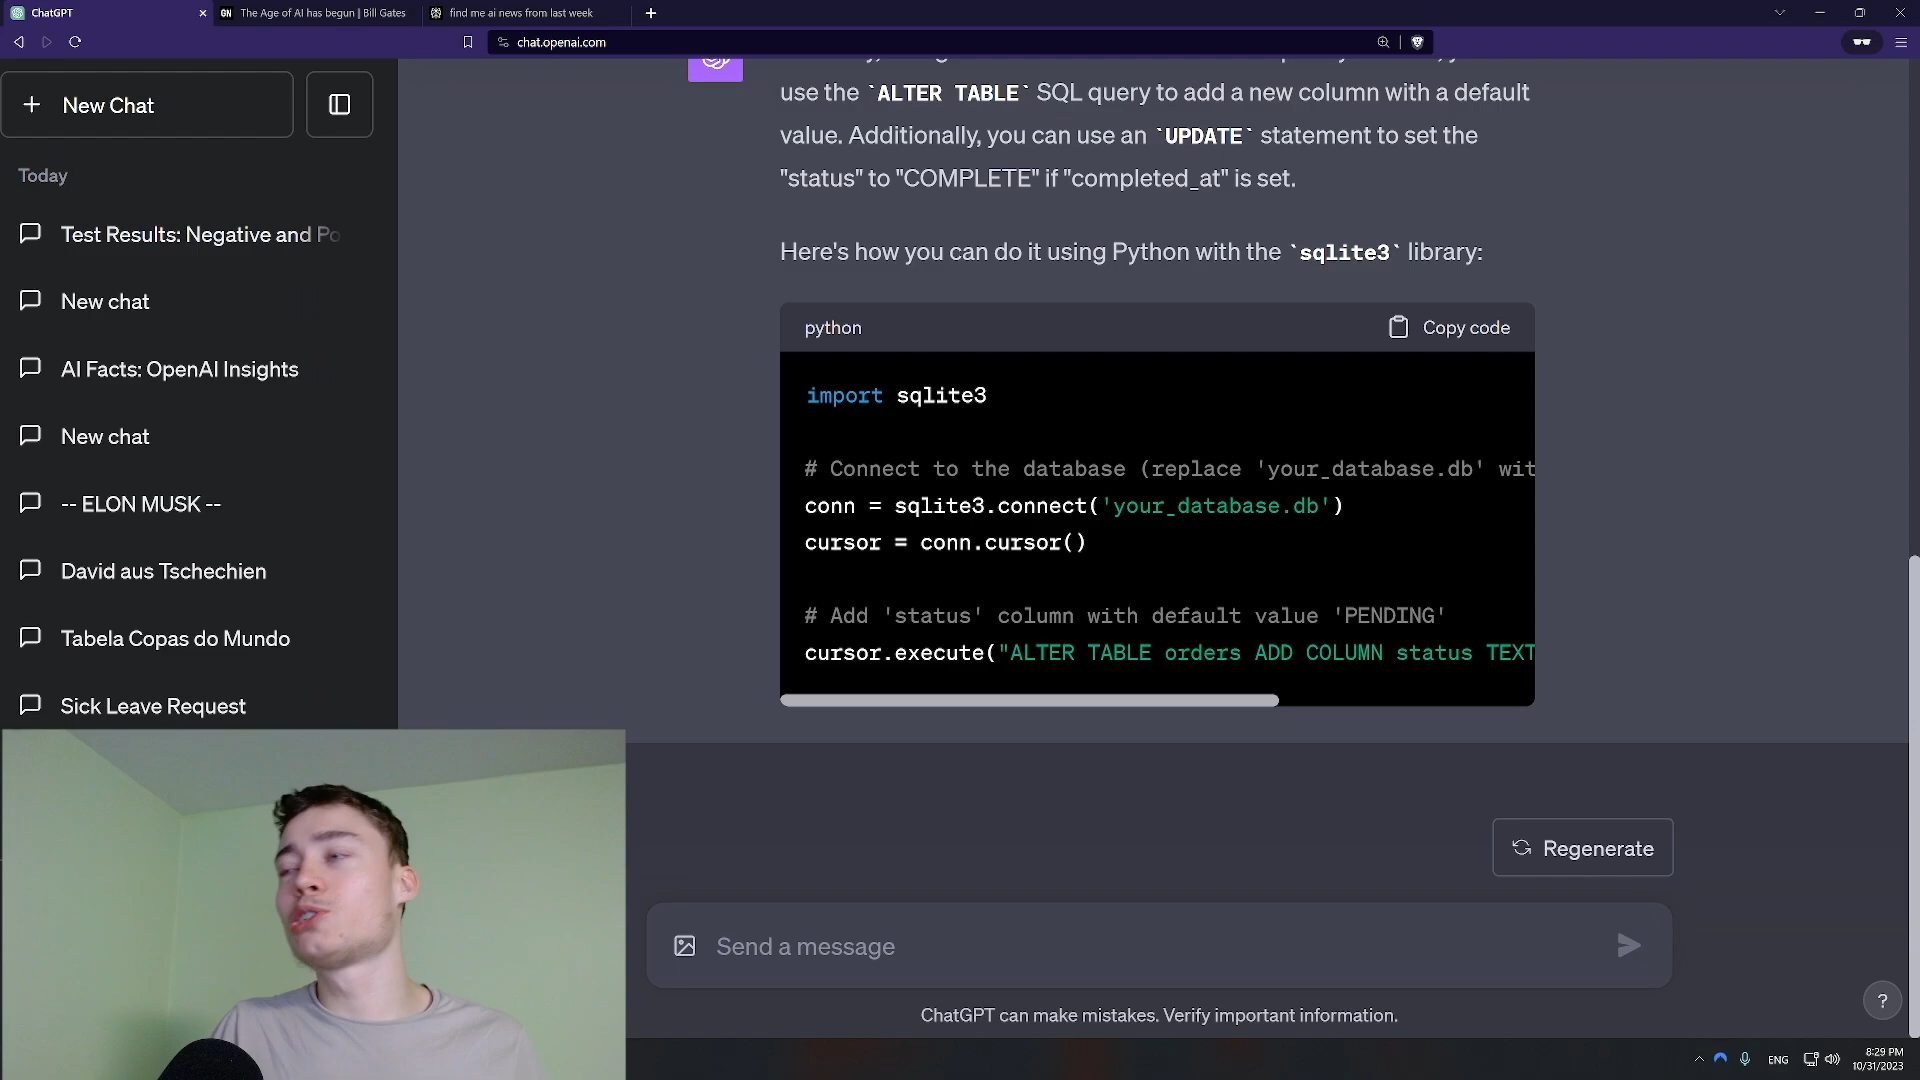 ChatGPT
GN The Age of AI has begun | Bill Gates
find me ai news from last week
chat.openai.com
New Chat
Today
Test Results: Negative and Po
New chat
AI Facts: OpenAI Insights
New chat
-- ELON MUSK --
David aus Tschechien
Tabela Copas do Mundo
Sick Leave Request
use the `ALTER TABLE` SQL query to add a new column with a default
value. Additionally, you can use an `UPDATE` statement to set the
"status" to "COMPLETE" if "completed_at" is set.
Here's how you can do it using Python with the `sqlite3` library:
python
Copy code
import sqlite3
# Connect to the database (replace 'your_database.db' wit
conn = sqlite3.connect('your_database.db')
cursor = conn.cursor()
# Add 'status' column with default value 'PENDING'
cursor.execute("ALTER TABLE orders ADD COLUMN status TEXT
Regenerate
Send a message
ChatGPT can make mistakes. Verify important information.
?
ENG
8:29 PM
10/31/2023